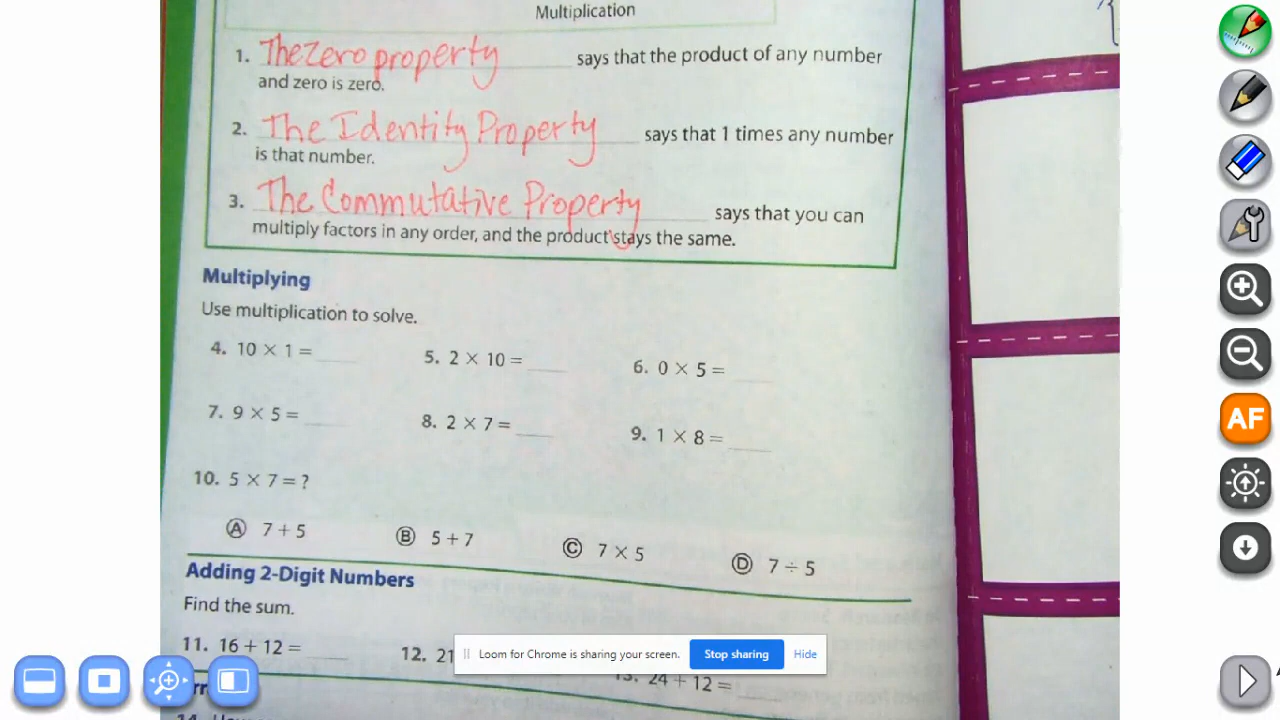 Multiplication
1. The zero property says that the product of any number
and zero is zero.
2. The Identity Property says that 1 times any number
is that number.
3. The Commutative Property says that you can
multiply factors in any order, and the product stays the same.
Multiplying
Use multiplication to solve.
4. 10 × 1 = 5. 2 × 10 = 6. 0 × 5 =
7. 9 × 5 = 8. 2 × 7 = 9. 1 × 8 =
10. 5 × 7 = ?
Ⓐ 7 + 5 Ⓑ 5 + 7 Ⓒ 7 × 5 Ⓓ 7 ÷ 5
Adding 2-Digit Numbers
Find the sum.
11. 16 + 12 = 12. 21 24 + 12 =
Loom for Chrome is sharing your screen. Stop sharing Hide
AF